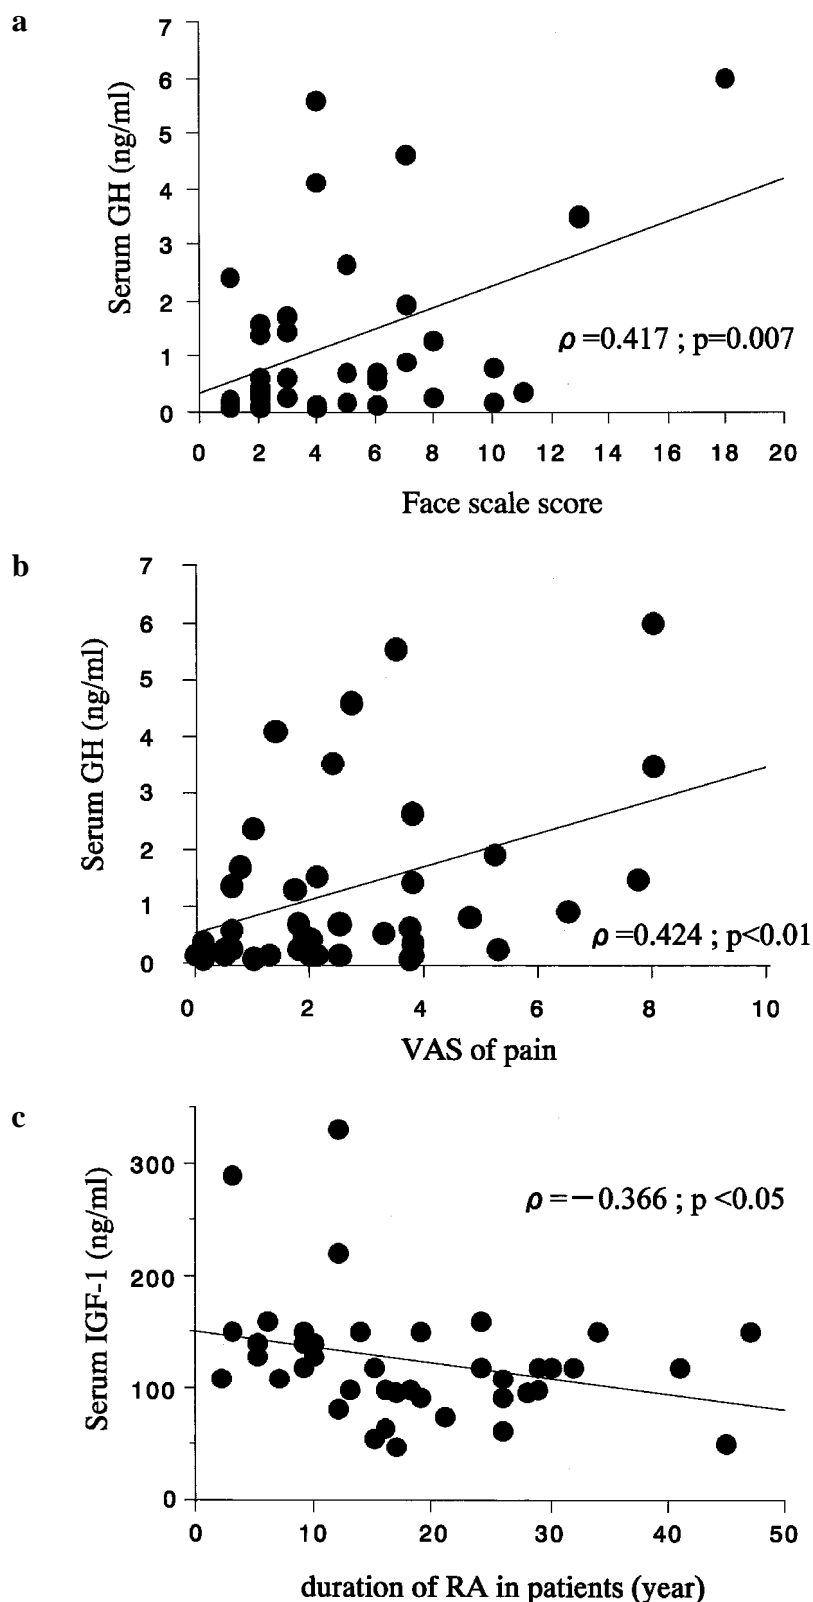 a
7
6
5
4
3
2
1
0
Serum GH (ng/ml)
ρ =0.417 ; p=0.007
0 2 4 6 8 10 12 14 16 18 20
Face scale score
b
7
6
5
4
3
2
1
0
Serum GH (ng/ml)
ρ =0.424 ; p<0.01
0 2 4 6 8 10
VAS of pain
c
300
200
100
0
Serum IGF-1 (ng/ml)
ρ =−0.366 ; p <0.05
0 10 20 30 40 50
duration of RA in patients (year)